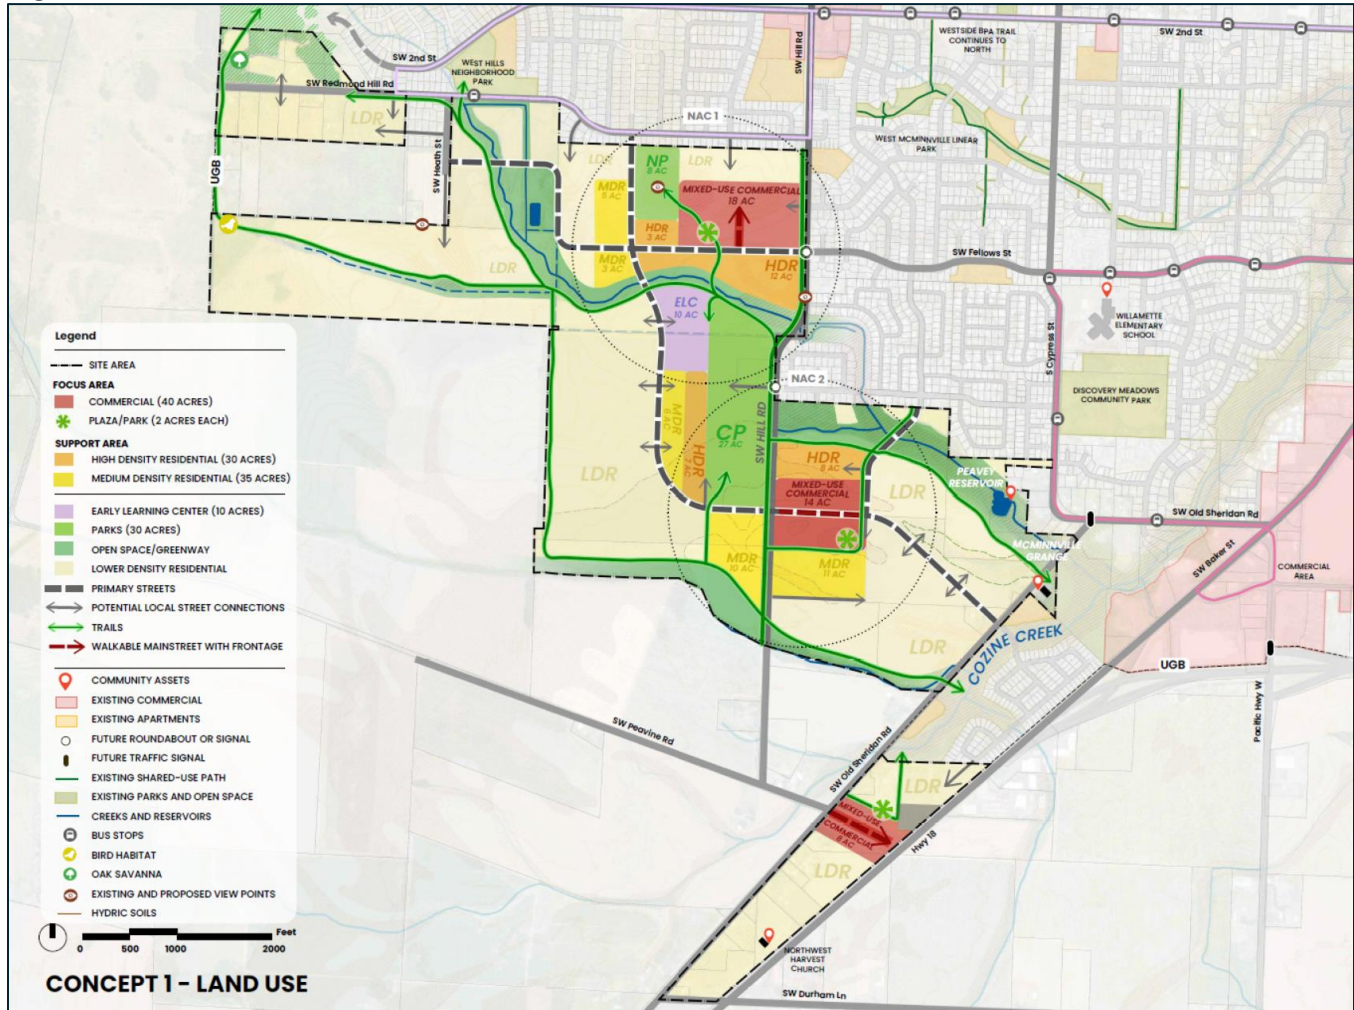 SW 2nd St
WEST HILLS
NEIGHBORHOOD
PARK
SW Hill Rd
WESTSIDE BPA TRAIL
CONTINUES TO
NORTH
SW 2nd St
SW Redmond Hill Rd
LDR
NAC 1
WEST MCMINNVILLE LINEAR
PARK
UGB
SW Heath St
LDR
NP
8 AC
LDR
MDR
5 AC
MIXED-USE COMMERCIAL
18 AC
HDR
3 AC
SW Fellows St
LDR
MDR
3 AC
HDR
12 AC
ELC
10 AC
WILLAMETTE
ELEMENTARY
SCHOOL
S Cypress St
NAC 2
DISCOVERY MEADOWS
COMMUNITY PARK
Legend
SITE AREA
FOCUS AREA
COMMERCIAL (40 ACRES)
PLAZA/PARK (2 ACRES EACH)
SUPPORT AREA
HIGH DENSITY RESIDENTIAL (30 ACRES)
MEDIUM DENSITY RESIDENTIAL (35 ACRES)
EARLY LEARNING CENTER (10 ACRES)
PARKS (30 ACRES)
OPEN SPACE/GREENWAY
LOWER DENSITY RESIDENTIAL
PRIMARY STREETS
POTENTIAL LOCAL STREET CONNECTIONS
TRAILS
WALKABLE MAINSTREET WITH FRONTAGE
COMMUNITY ASSETS
EXISTING COMMERCIAL
EXISTING APARTMENTS
FUTURE ROUNDABOUT OR SIGNAL
FUTURE TRAFFIC SIGNAL
EXISTING SHARED-USE PATH
EXISTING PARKS AND OPEN SPACE
CREEKS AND RESERVOIRS
BUS STOPS
BIRD HABITAT
OAK SAVANNA
EXISTING AND PROPOSED VIEW POINTS
HYDRIC SOILS
LDR
MDR
HDR
CP
27 AC
SW HILL RD
HDR
8 AC
MIXED-USE
COMMERCIAL
14 AC
LDR
PEAVEY
RESERVOIR
SW Old Sheridan Rd
MCMINNVILLE
GRANGE
MDR
10 AC
MDR
11 AC
LDR
SW Baker St
COMMERCIAL
AREA
COZINE CREEK
UGB
Pacific Hwy W
SW Peavine Rd
SW Old Sheridan Rd
LDR
MIXED-USE
COMMERCIAL
8 AC
Hwy 18
LDR
NORTHWEST
HARVEST
CHURCH
SW Durham Ln
Feet
0 500 1000 2000
CONCEPT 1 - LAND USE